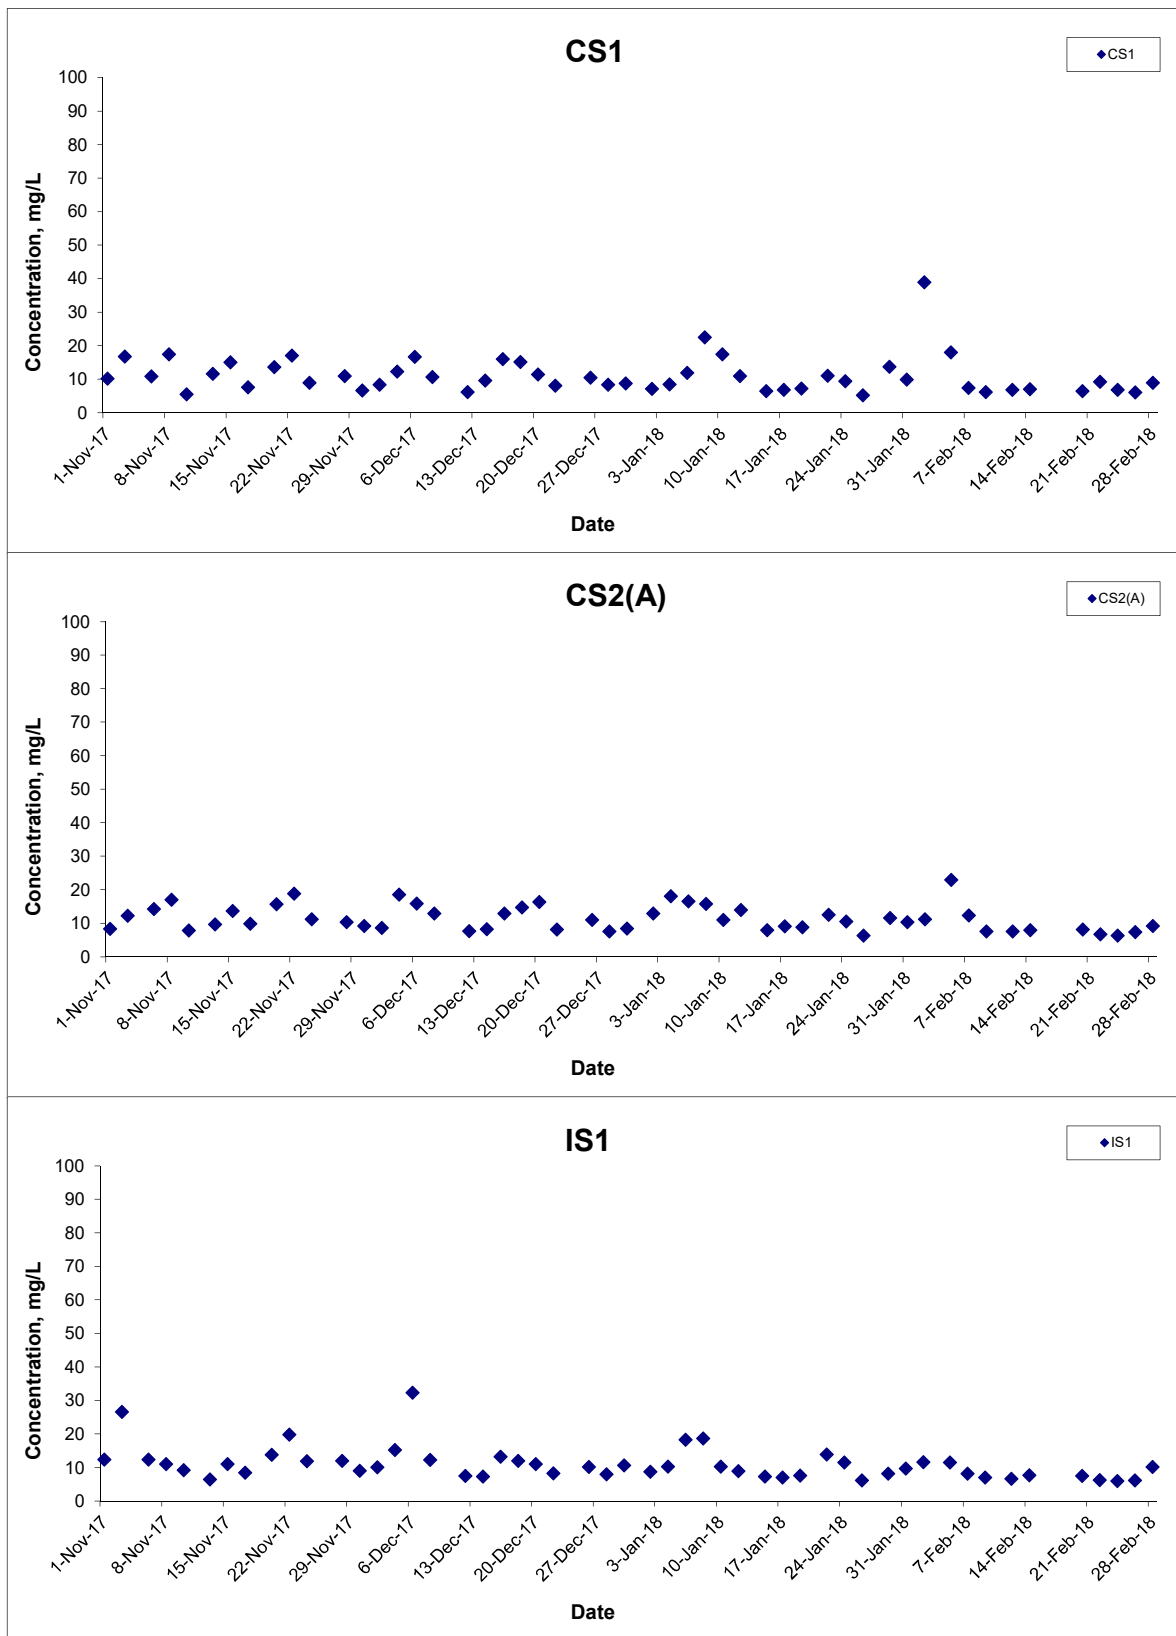 CS1
CS1
100
90
80
70
60
50
40
30
20
10
0
Concentration, mg/L
1-Nov-17
8-Nov-17
15-Nov-17
22-Nov-17
29-Nov-17
6-Dec-17
13-Dec-17
20-Dec-17
27-Dec-17
3-Jan-18
10-Jan-18
17-Jan-18
24-Jan-18
31-Jan-18
7-Feb-18
14-Feb-18
21-Feb-18
28-Feb-18
Date
CS2(A)
CS2(A)
100
90
80
70
60
50
40
30
20
10
0
Concentration, mg/L
1-Nov-17
8-Nov-17
15-Nov-17
22-Nov-17
29-Nov-17
6-Dec-17
13-Dec-17
20-Dec-17
27-Dec-17
3-Jan-18
10-Jan-18
17-Jan-18
24-Jan-18
31-Jan-18
7-Feb-18
14-Feb-18
21-Feb-18
28-Feb-18
Date
IS1
IS1
100
90
80
70
60
50
40
30
20
10
0
Concentration, mg/L
1-Nov-17
8-Nov-17
15-Nov-17
22-Nov-17
29-Nov-17
6-Dec-17
13-Dec-17
20-Dec-17
27-Dec-17
3-Jan-18
10-Jan-18
17-Jan-18
24-Jan-18
31-Jan-18
7-Feb-18
14-Feb-18
21-Feb-18
28-Feb-18
Date